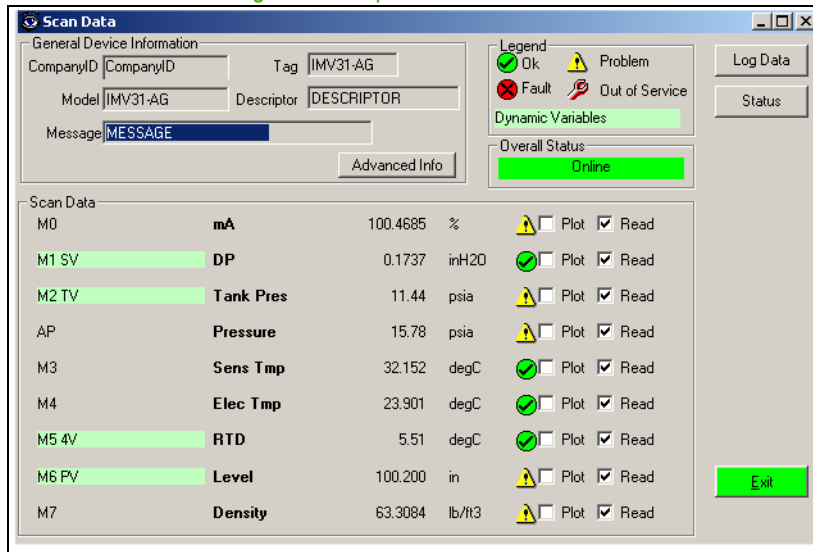 Scan Data
General Device Information
CompanyID CompanyID Tag IMV31-AG
Model IMV31-AG Descriptor DESCRIPTOR
Message MESSAGE
Advanced Info
Legend
Ok Problem
Fault Out of Service
Dynamic Variables
Overall Status
Online
Log Data
Status
Scan Data
M0 mA 100.4685 % Plot Read
M1 SV DP 0.1737 inH2O Plot Read
M2 TV Tank Pres 11.44 psia Plot Read
AP Pressure 15.78 psia Plot Read
M3 Sens Tmp 32.152 degC Plot Read
M4 Elec Tmp 23.901 degC Plot Read
M5 4V RTD 5.51 degC Plot Read
M6 PV Level 100.200 in Plot Read
M7 Density 63.3084 lb/ft3 Plot Read
Exit